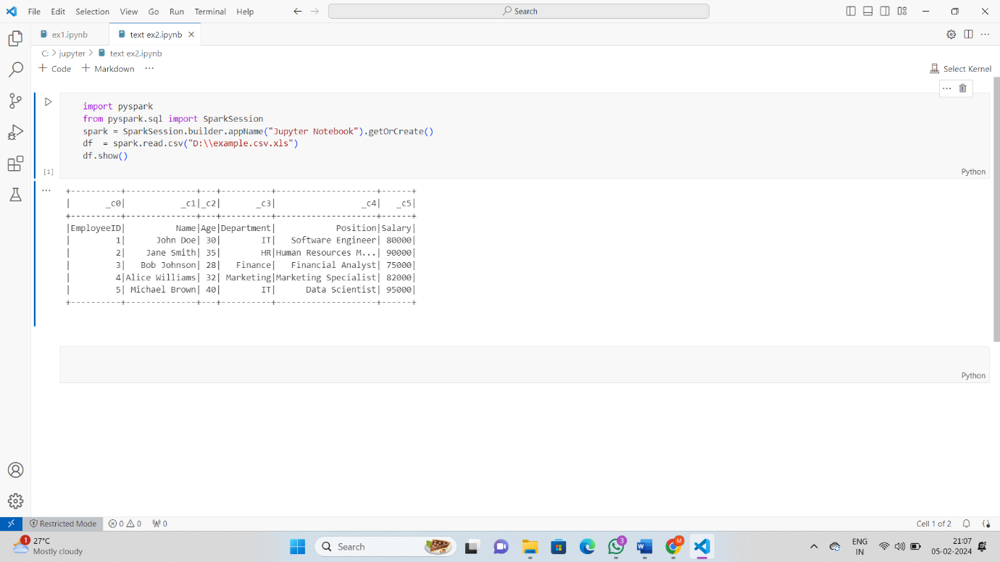 File Edit Selection View Go Run Terminal Help
Search
ex1.ipynb
text ex2.ipynb
C: > jupyter > text ex2.ipynb
+ Code + Markdown ...
Select Kernel
import pyspark
from pyspark.sql import SparkSession
spark = SparkSession.builder.appName("Jupyter Notebook").getOrCreate()
df  = spark.read.csv("D:\\example.csv.xls")
df.show()
[1]
Python
+----------+--------------+---+----------+--------------------+------+
|       _c0|           _c1|_c2|       _c3|                 _c4|   _c5|
+----------+--------------+---+----------+--------------------+------+
|EmployeeID|          Name|Age|Department|            Position|Salary|
|         1|      John Doe| 30|        IT|   Software Engineer| 80000|
|         2|    Jane Smith| 35|        HR|Human Resources M...| 90000|
|         3|   Bob Johnson| 28|   Finance|   Financial Analyst| 75000|
|         4|Alice Williams| 32| Marketing|Marketing Specialist| 82000|
|         5| Michael Brown| 40|        IT|      Data Scientist| 95000|
+----------+--------------+---+----------+--------------------+------+
Python
Restricted Mode 0 0 0
Cell 1 of 2
1
27°C
Mostly cloudy
Search
3
M
ENG
IN
21:07
05-02-2024